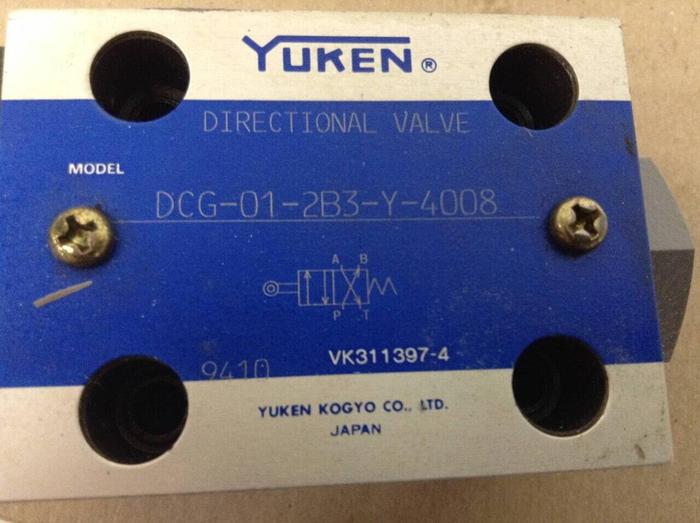 YUKEN®
DIRECTIONAL VALVE
MODEL
DCG-01-2B3-Y-4008
A B
P T
9410
VK311397-4
YUKEN KOGYO CO., LTD.
JAPAN